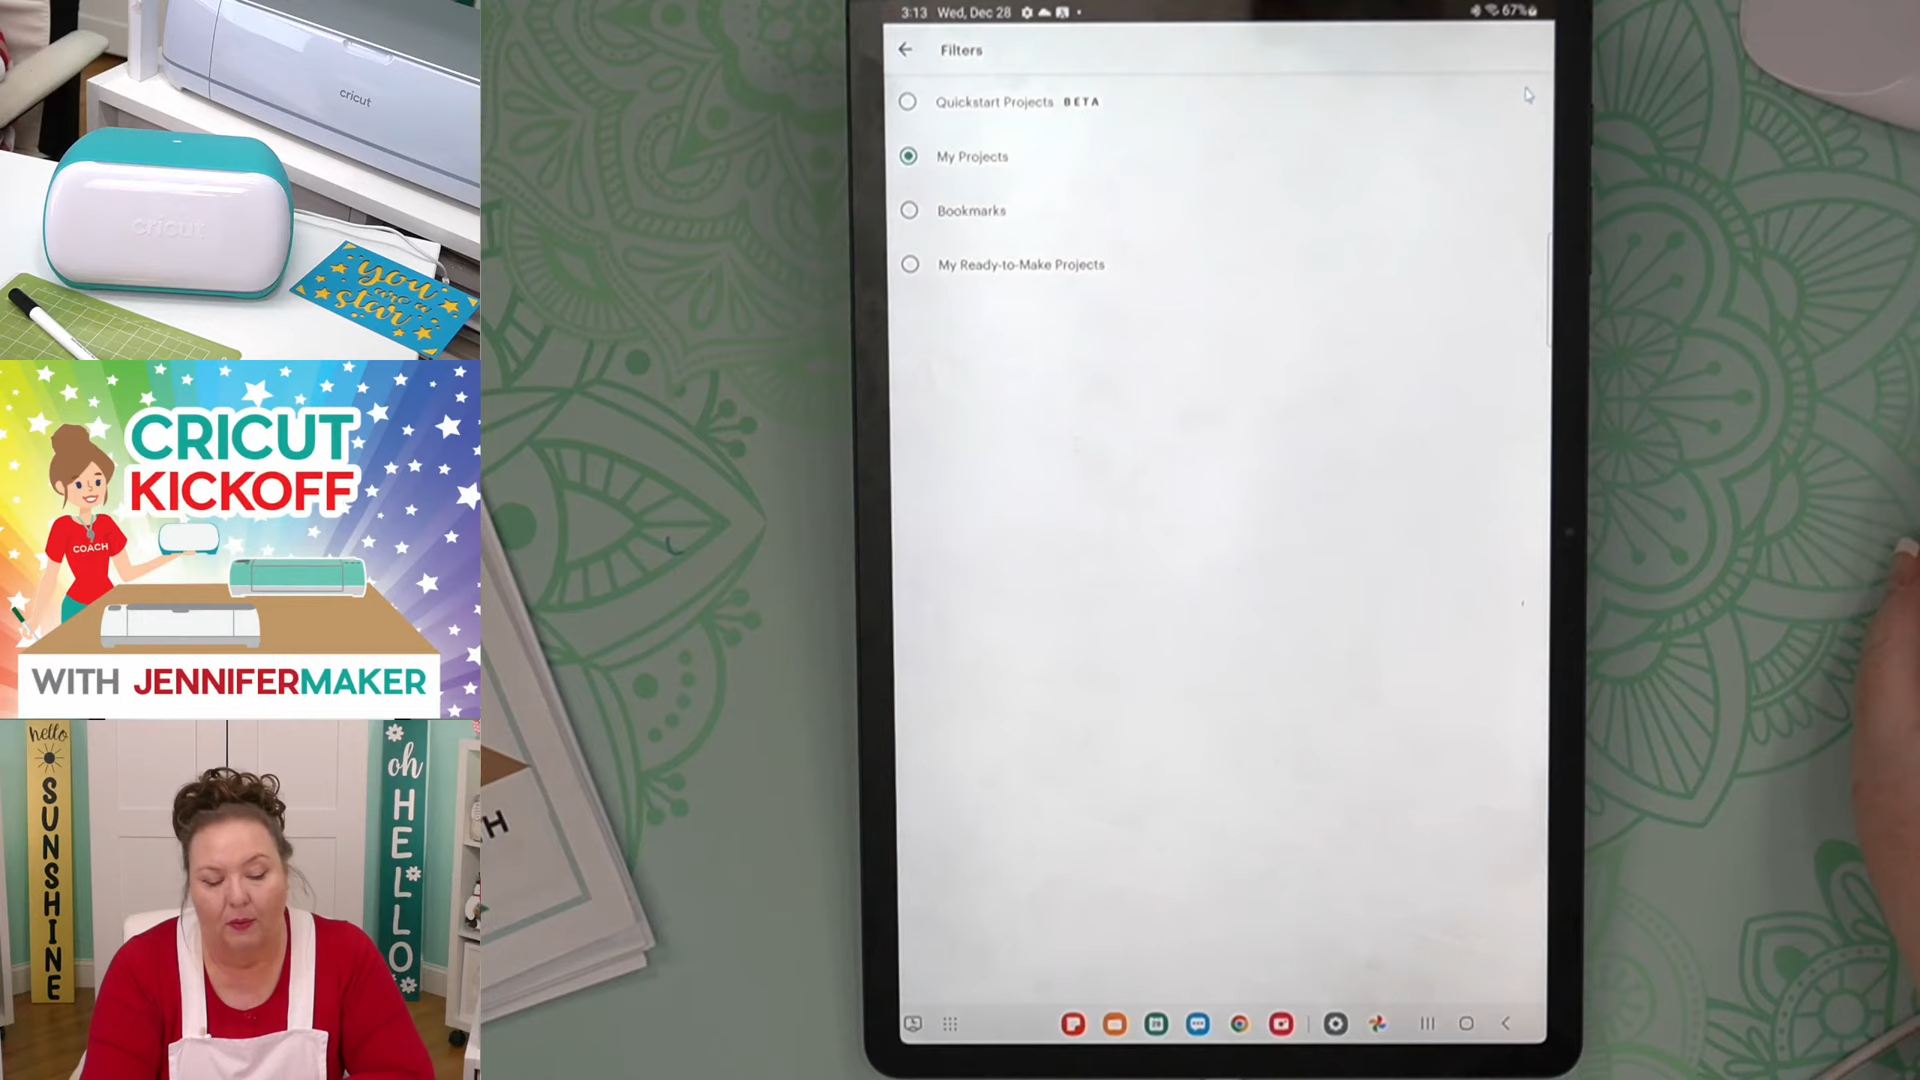 cricut
cricut
you
are a
star
CRICUT
KICKOFF
COACH
WITH JENNIFERMAKER
hello
SUNSHINE
oh
HELLO
H
3:13 Wed, Dec 28
67%
Filters
Quickstart Projects BETA
My Projects
Bookmarks
My Ready-to-Make Projects